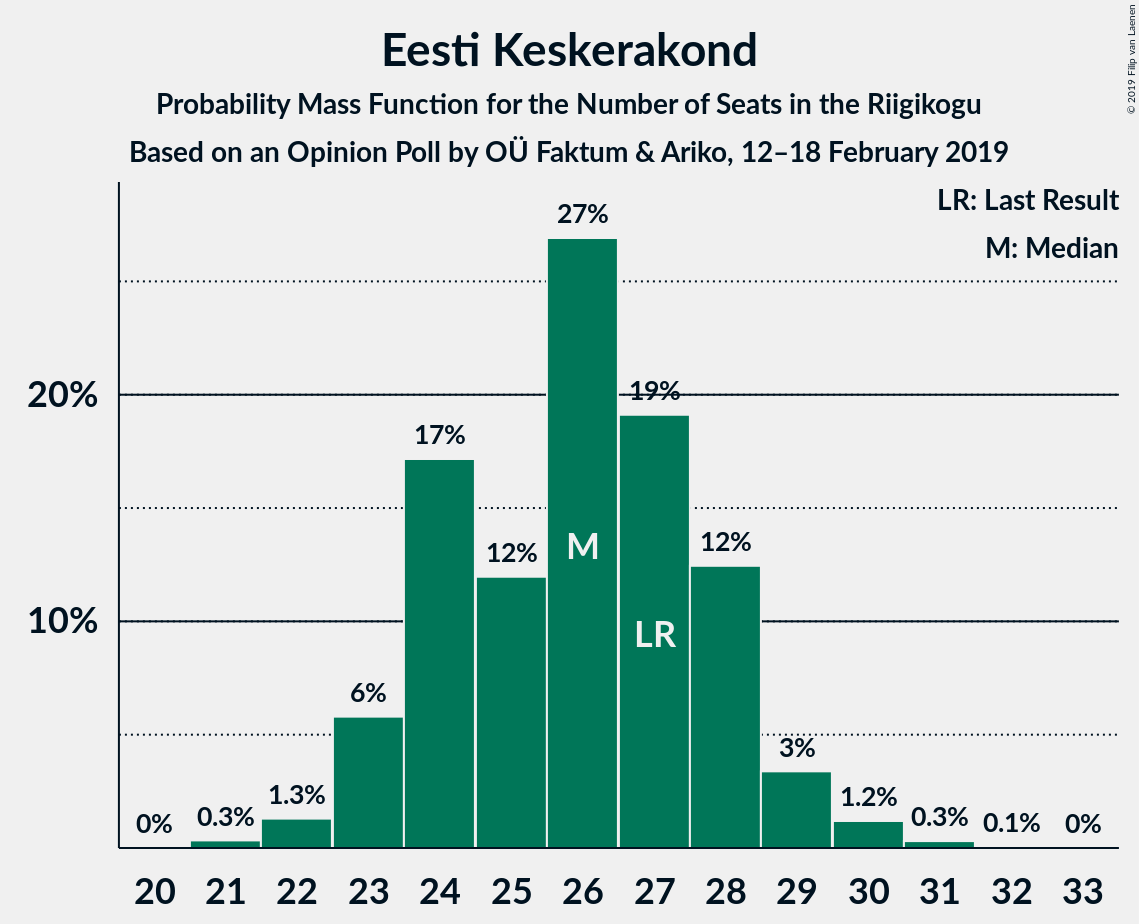 Eesti Keskerakond
Probability Mass Function for the Number of Seats in the Riigikogu
Based on an Opinion Poll by OÜ Faktum & Ariko, 12–18 February 2019
© 2019 Filip van Laenen
LR: Last Result
M: Median
27%
20%
19%
17%
12%
12%
M
LR
10%
6%
3%
1.3%
1.2%
0%
0.3%
0.3%
0.1%
0%
20 21 22 23 24 25 26 27 28 29 30 31 32 33